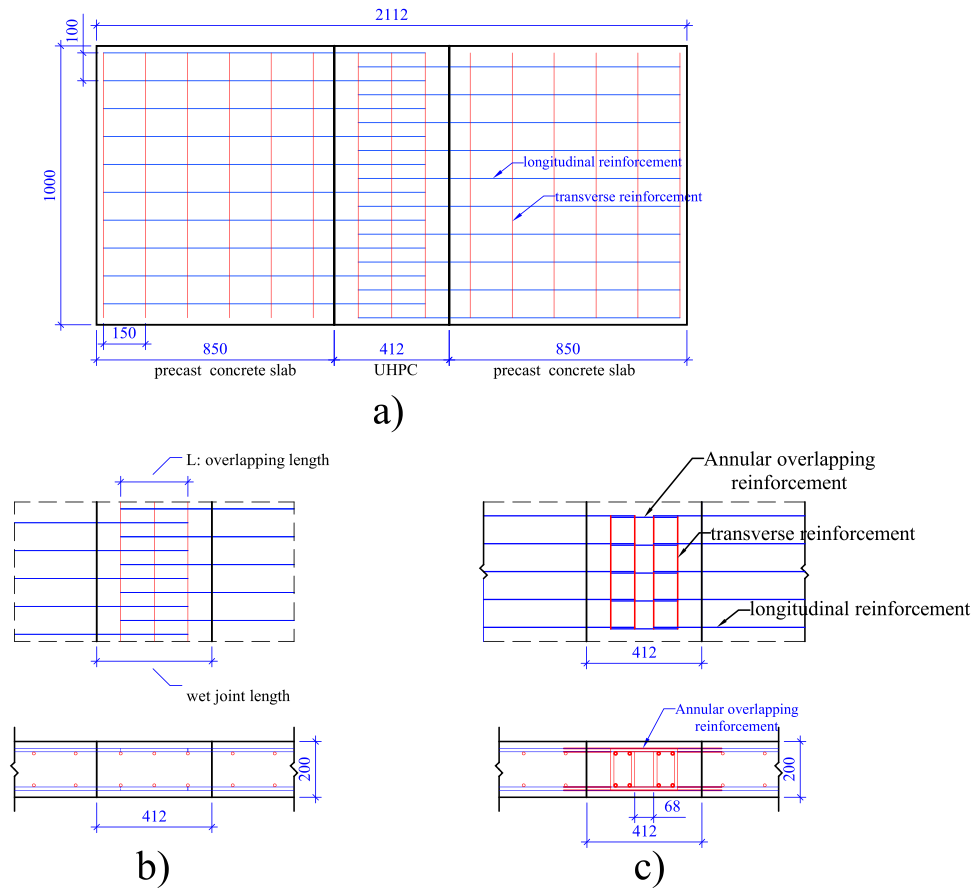 2112
100
1000
longitudinal reinforcement
transverse reinforcement
150
850
412
850
precast concrete slab
UHPC
precast concrete slab
a)
L: overlapping length
wet joint length
200
412
b)
Annular overlapping
reinforcement
transverse reinforcement
longitudinal reinforcement
412
Annular overlapping
reinforcement
200
68
412
c)